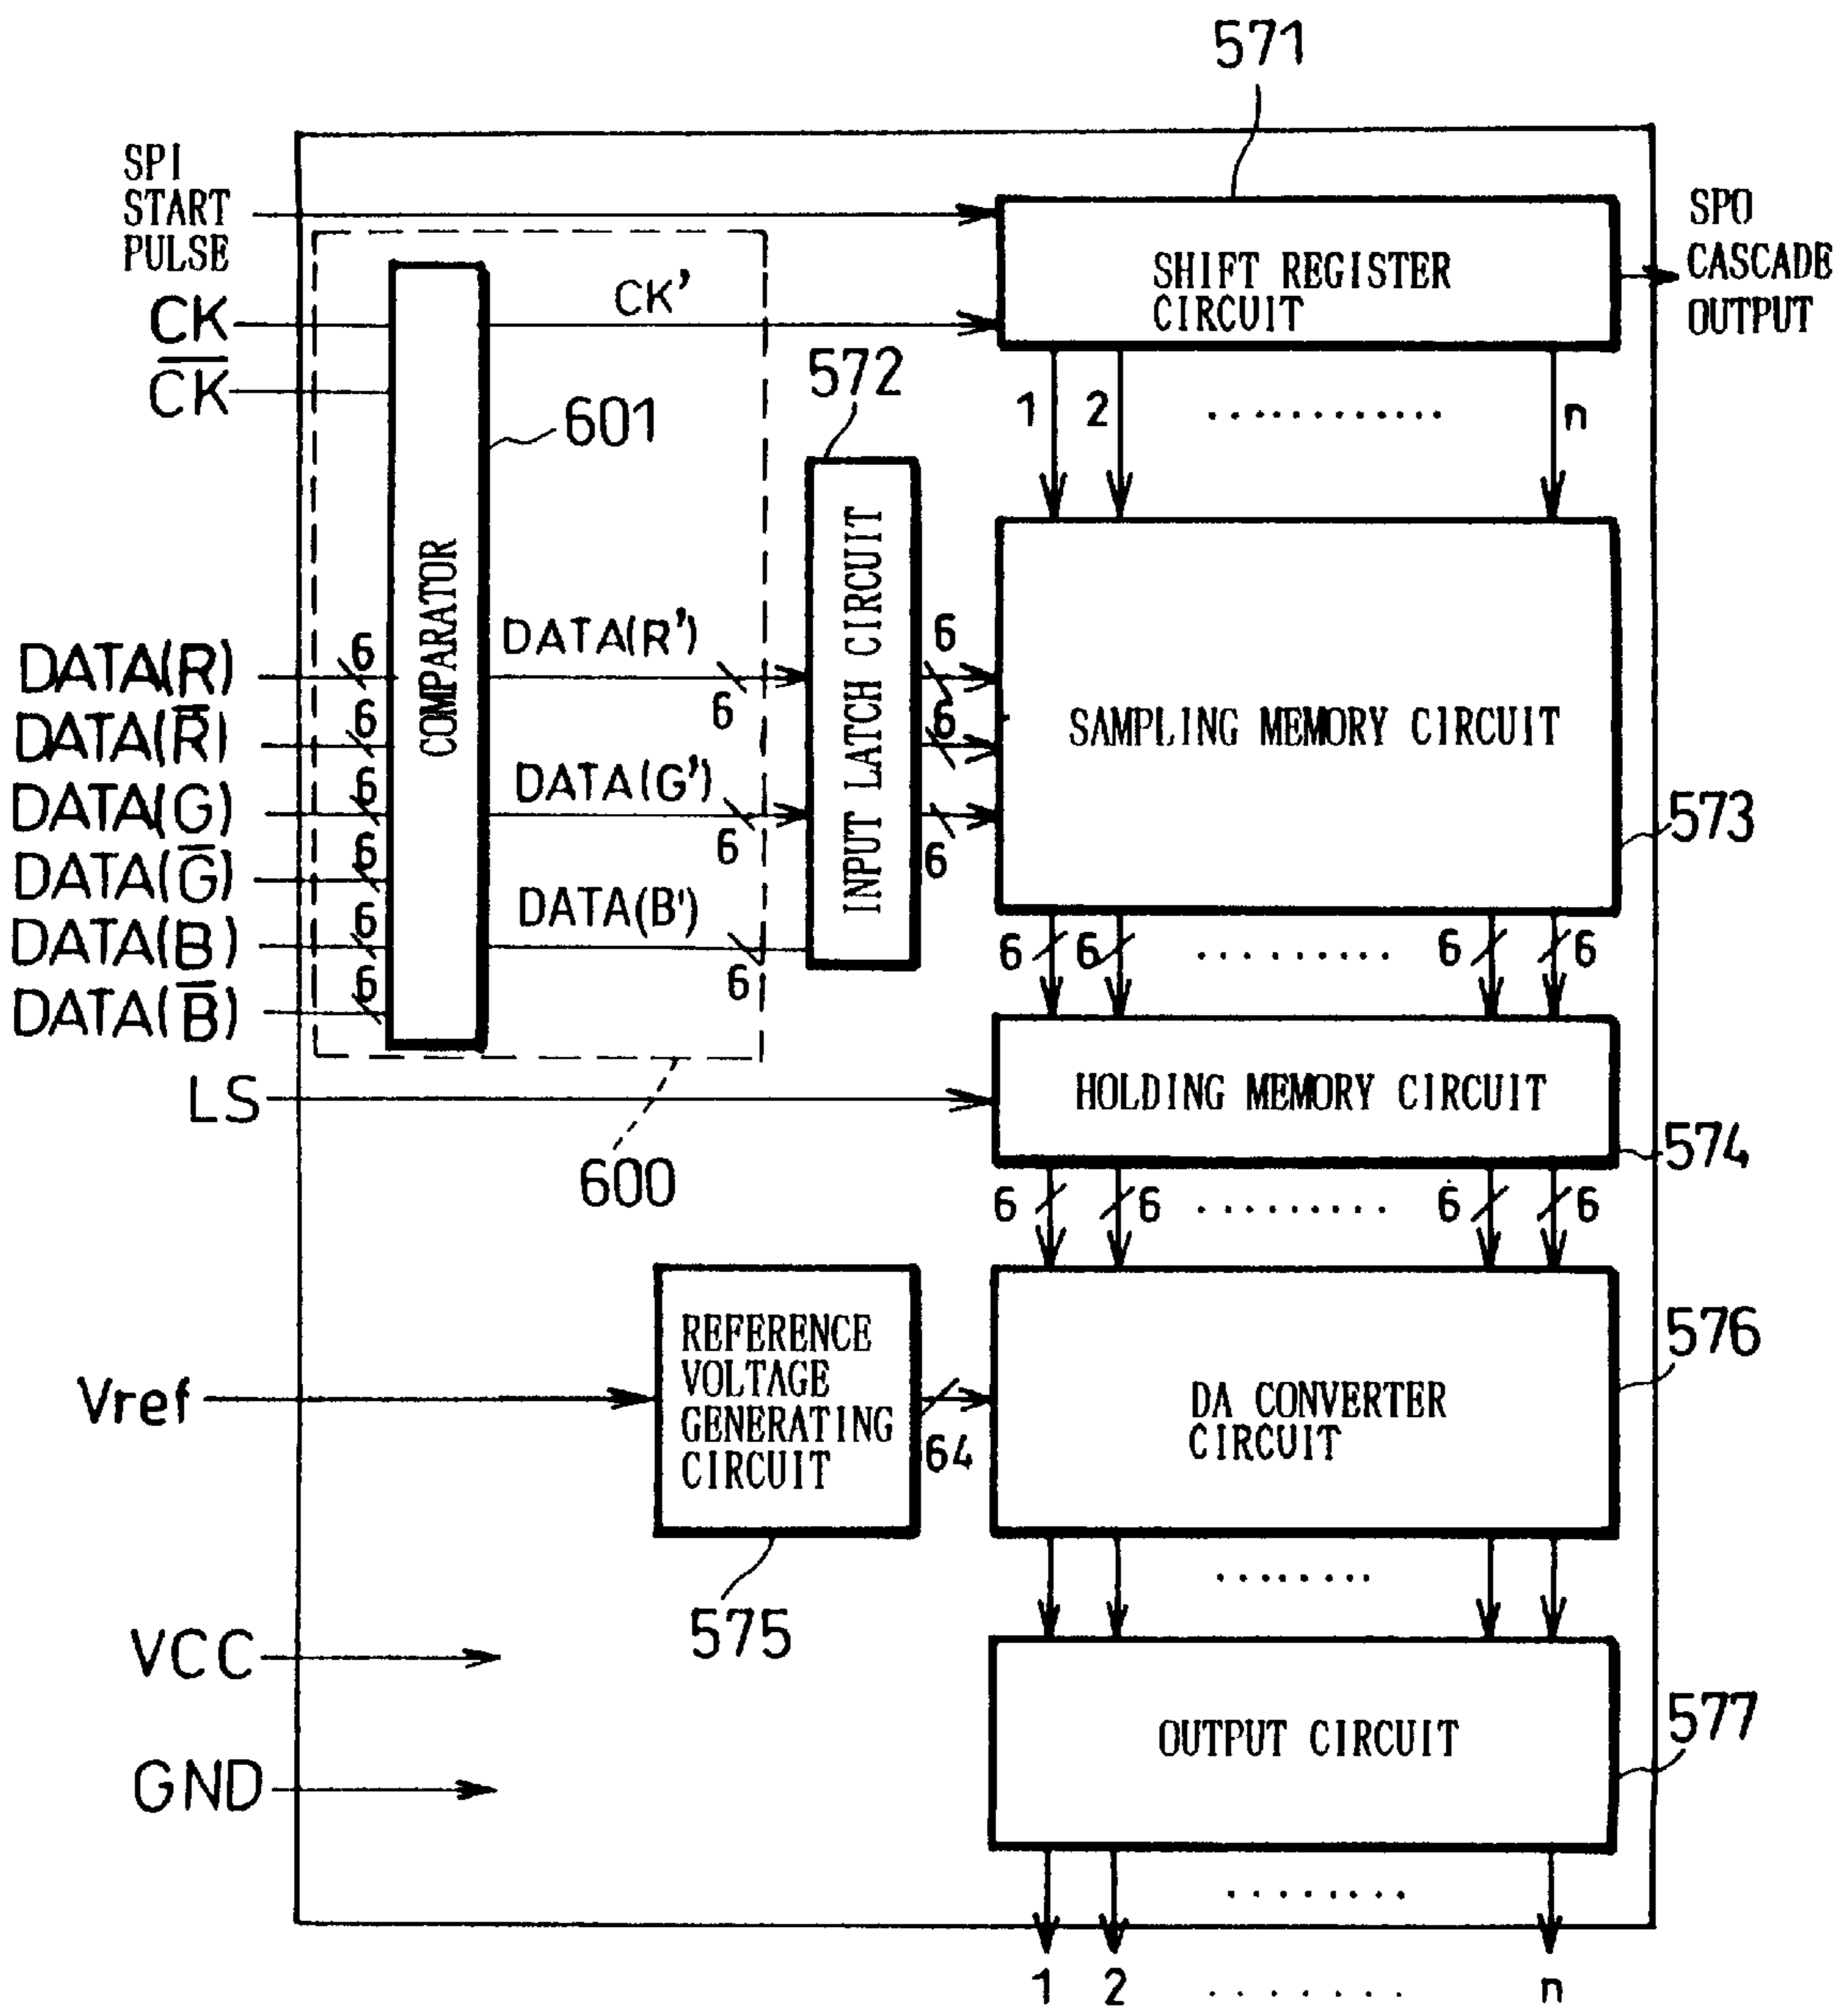 571
SPI
START
PULSE
SHIFT REGISTER
CIRCUIT
SPO
CASCADE
OUTPUT
CK
CK'
C̅K̅
572
1 2 ............ n
601
COMPARATOR
INPUT LATCH CIRCUIT
DATA(R) 6 DATA(R') 6 6
DATA(R̅) 6 6
SAMPLING MEMORY CIRCUIT
DATA(G) 6 DATA(G') 6 6
573
DATA(G̅) 6
DATA(B) 6 DATA(B') 6
DATA(B̅) 6
6 6 ......... 6 6
LS
HOLDING MEMORY CIRCUIT
574
600
6 6 ......... 6 6
REFERENCE
VOLTAGE
GENERATING
CIRCUIT
Vref
64
DA CONVERTER
CIRCUIT
576
........
575
VCC
OUTPUT CIRCUIT
577
GND
........
1 2 ....... n